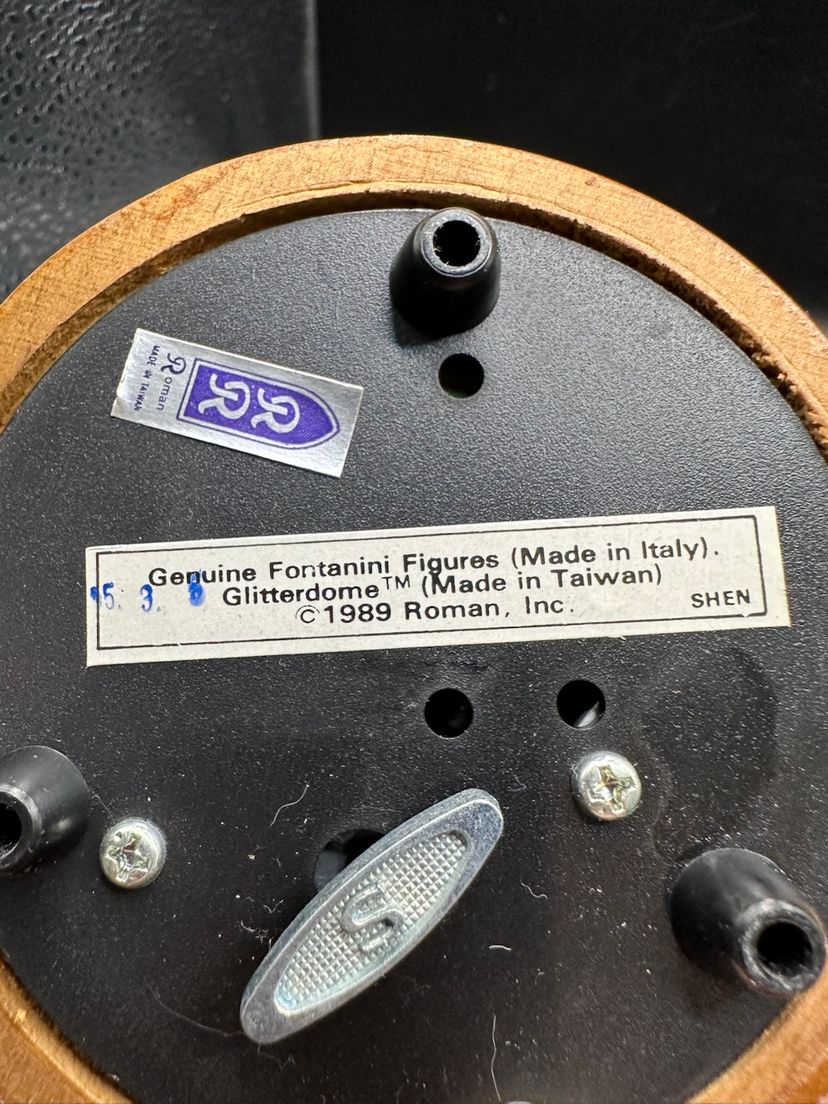 Roman
MADE IN TAIWAN
R R
Genuine Fontanini Figures (Made in Italy).
Glitterdome™ (Made in Taiwan)
©1989 Roman, Inc.
SHEN
S